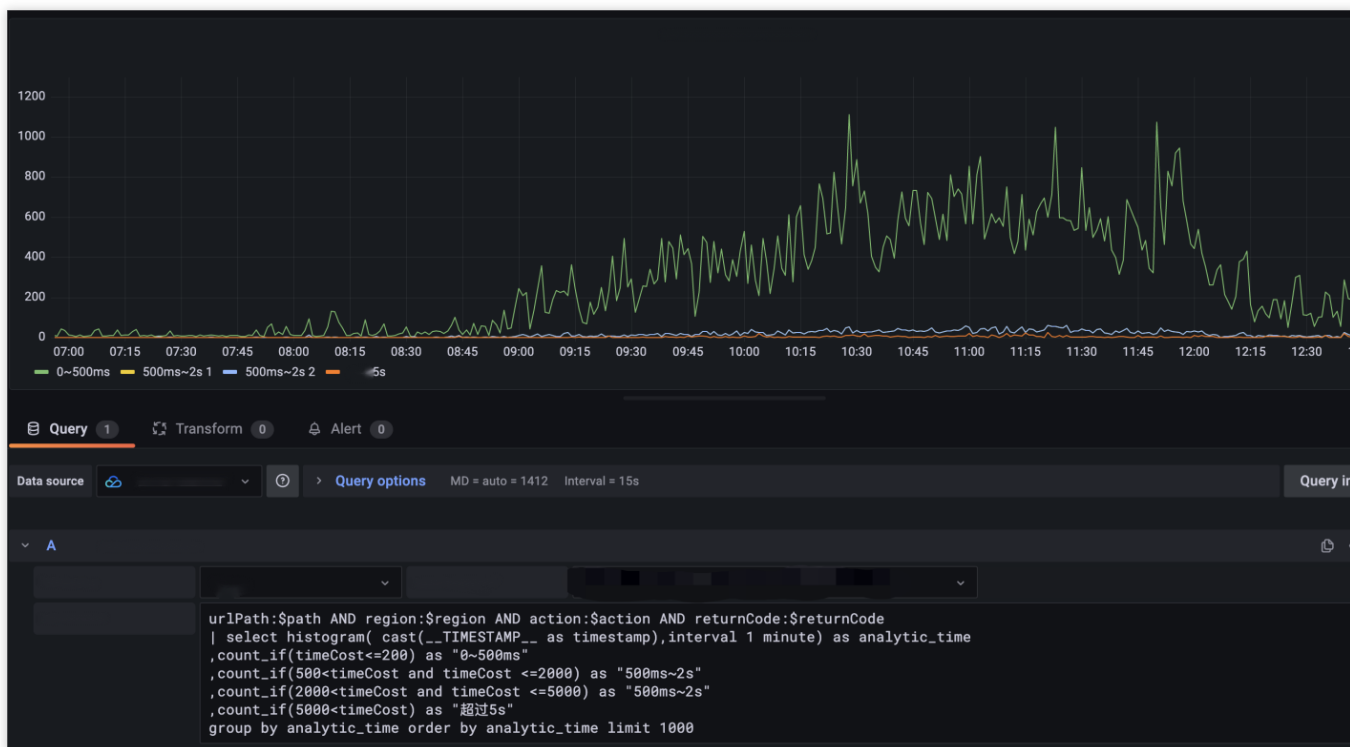 1200
1000
800
600
400
200
0
07:00 07:15 07:30 07:45 08:00 08:15 08:30 08:45 09:00 09:15 09:30 09:45 10:00 10:15 10:30 10:45 11:00 11:15 11:30 11:45 12:00 12:15 12:30
0~500ms 500ms~2s 1 500ms~2s 2 5s
Query 1 Transform 0 Alert 0
Data source Query options MD = auto = 1412 Interval = 15s Query in
A
urlPath:$path AND region:$region AND action:$action AND returnCode:$returnCode
| select histogram( cast(__TIMESTAMP__ as timestamp),interval 1 minute) as analytic_time
,count_if(timeCost<=200) as "0~500ms"
,count_if(500<timeCost and timeCost <=2000) as "500ms~2s"
,count_if(2000<timeCost and timeCost <=5000) as "500ms~2s"
,count_if(5000<timeCost) as "超过5s"
group by analytic_time order by analytic_time limit 1000